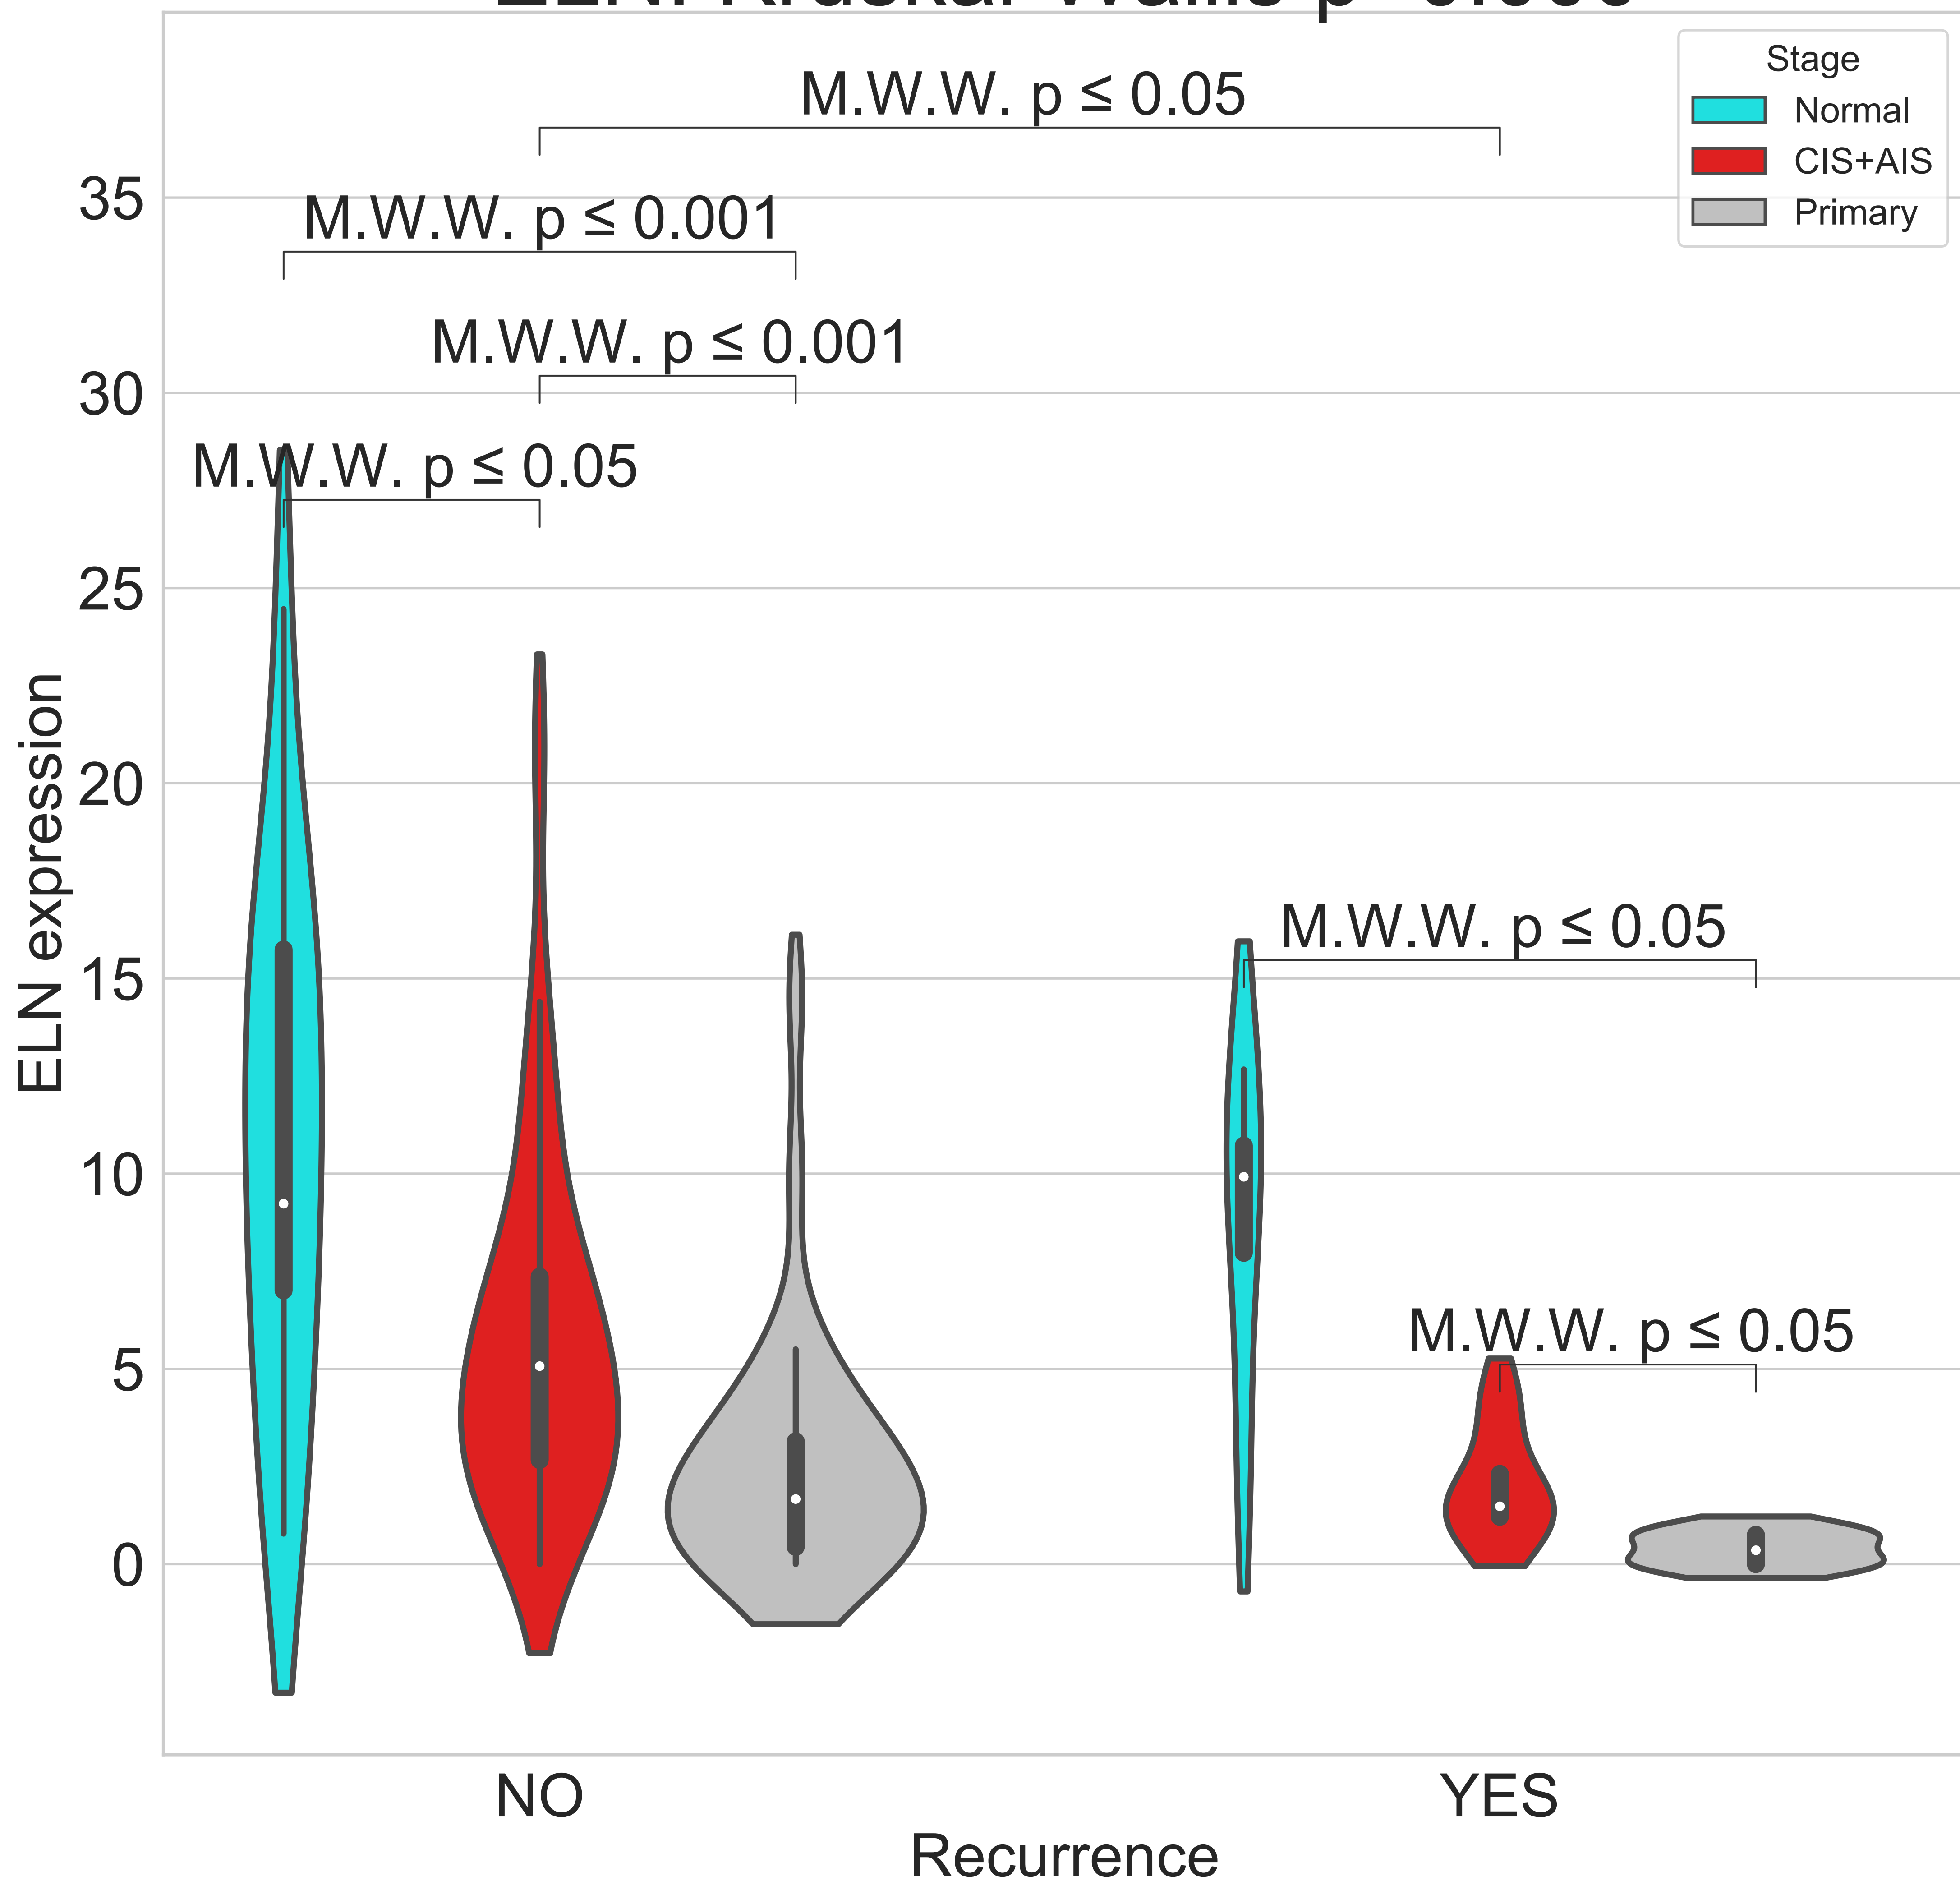 Stage
Normal
CIS+AIS
Primary
M.W.W. p ≤ 0.05
M.W.W. p ≤ 0.001
M.W.W. p ≤ 0.001
M.W.W. p ≤ 0.05
M.W.W. p ≤ 0.05
M.W.W. p ≤ 0.05
35
30
25
20
15
10
5
0
ELN expression
NO
YES
Recurrence